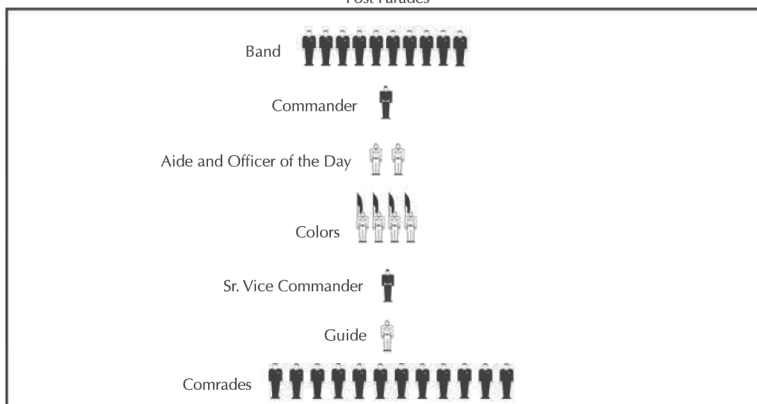 Post Parades
Band
Commander
Aide and Officer of the Day
Colors
Sr. Vice Commander
Guide
Comrades